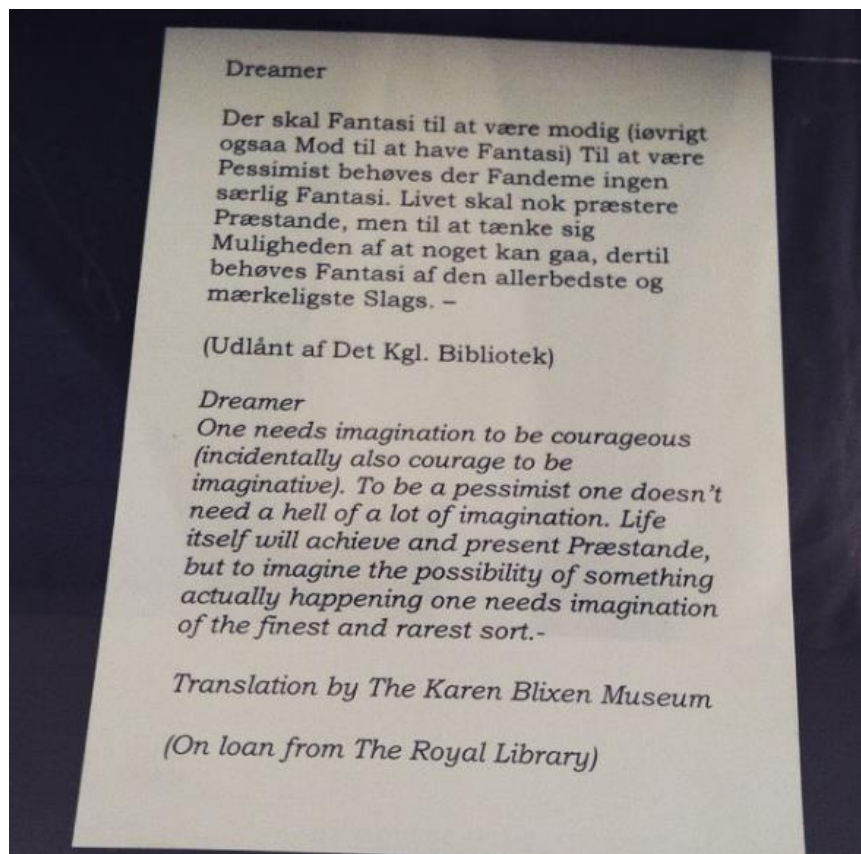 Dreamer
Der skal Fantasi til at være modig (iøvrigt
ogsaa Mod til at have Fantasi) Til at være
Pessimist behøves der Fandeme ingen
særlig Fantasi. Livet skal nok præstere
Præstande, men til at tænke sig
Muligheden af at noget kan gaa, dertil
behøves Fantasi af den allerbedste og
mærkeligste Slags. –
(Udlånt af Det Kgl. Bibliotek)
Dreamer
One needs imagination to be courageous
(incidentally also courage to be
imaginative). To be a pessimist one doesn't
need a hell of a lot of imagination. Life
itself will achieve and present Præstande,
but to imagine the possibility of something
actually happening one needs imagination
of the finest and rarest sort.-
Translation by The Karen Blixen Museum
(On loan from The Royal Library)